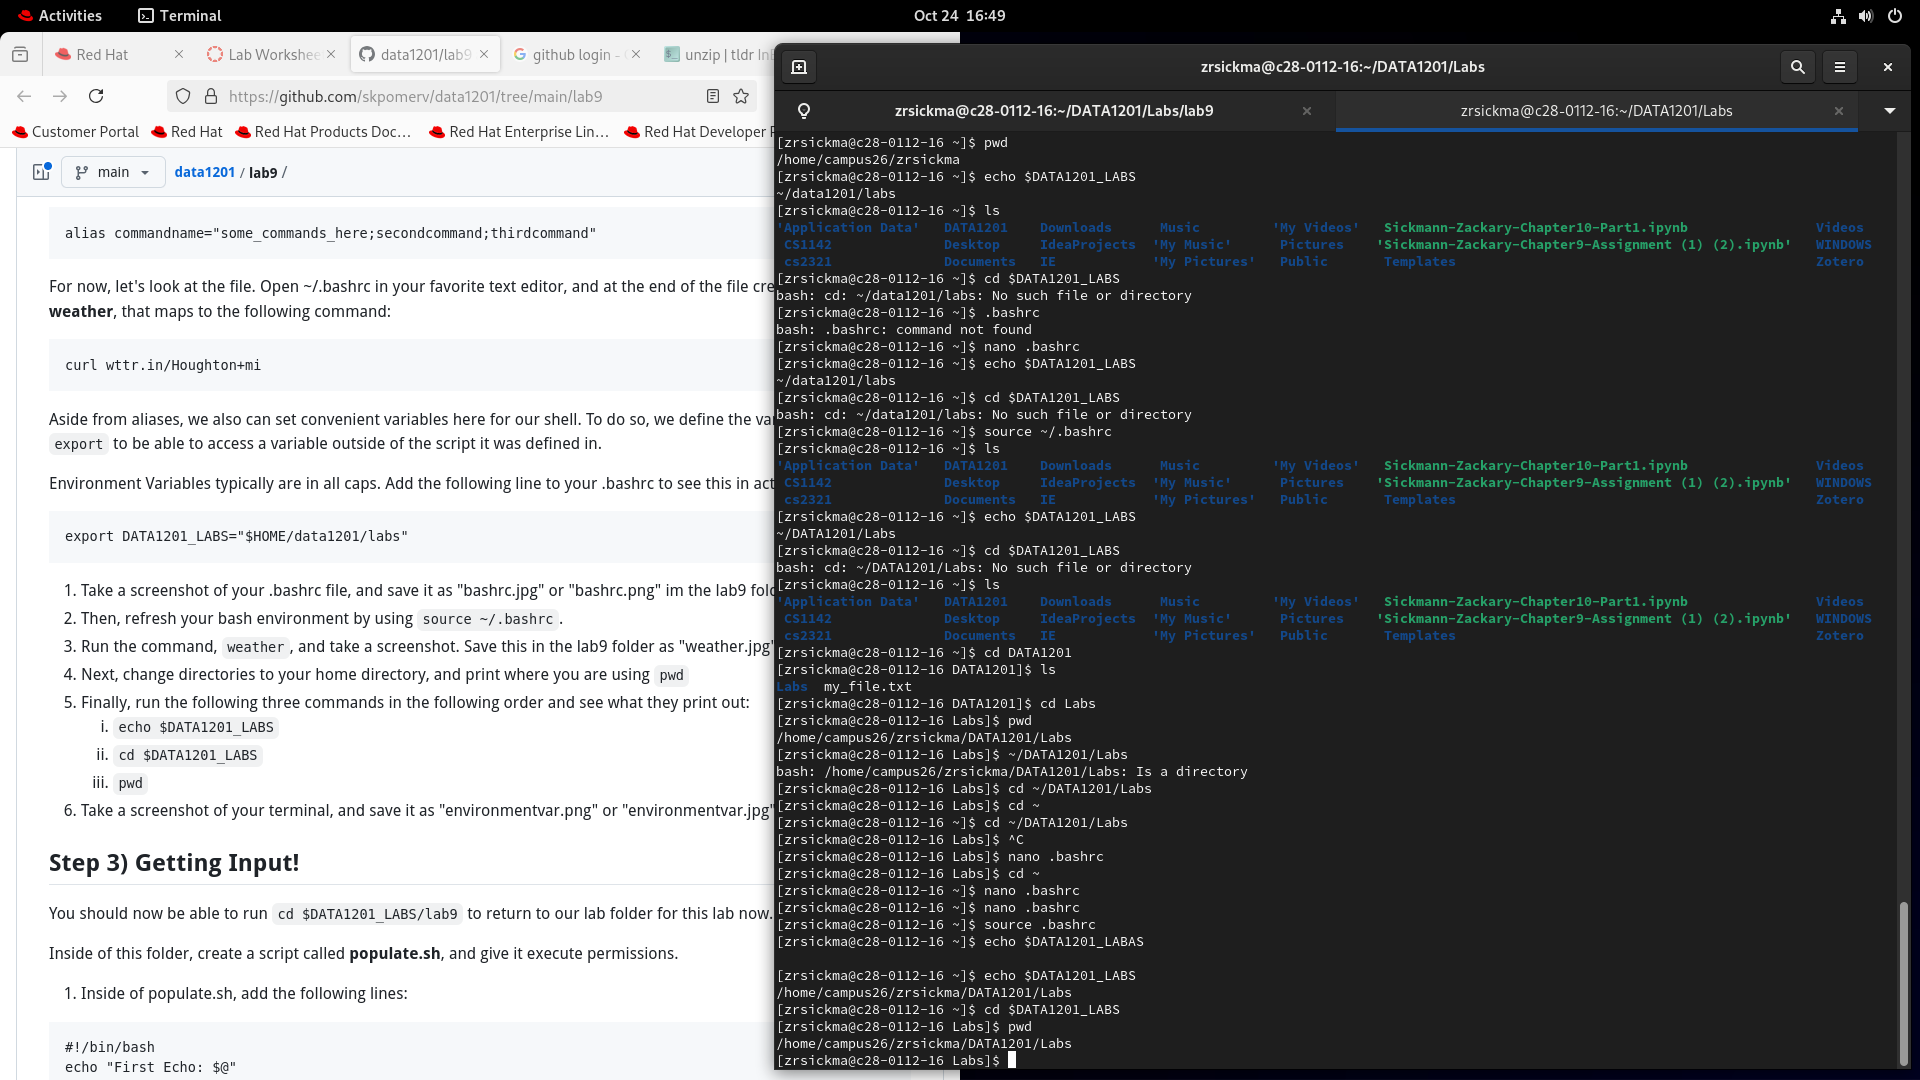 Activities
Terminal
Oct 24 16:49
Red Hat
Lab Workshee
data1201/lab9
github login -
unzip | tldr InB
https://github.com/skpomerv/data1201/tree/main/lab9
Customer Portal
Red Hat
Red Hat Products Doc…
Red Hat Enterprise Lin…
Red Hat Developer P
main
data1201 / lab9 /
alias commandname="some_commands_here;secondcommand;thirdcommand"
For now, let's look at the file. Open ~/.bashrc in your favorite text editor, and at the end of the file cre
weather, that maps to the following command:
curl wttr.in/Houghton+mi
Aside from aliases, we also can set convenient variables here for our shell. To do so, we define the va
export to be able to access a variable outside of the script it was defined in.
Environment Variables typically are in all caps. Add the following line to your .bashrc to see this in act
export DATA1201_LABS="$HOME/data1201/labs"
1. Take a screenshot of your .bashrc file, and save it as "bashrc.jpg" or "bashrc.png" im the lab9 fold
2. Then, refresh your bash environment by using source ~/.bashrc.
3. Run the command, weather, and take a screenshot. Save this in the lab9 folder as "weather.jpg"
4. Next, change directories to your home directory, and print where you are using pwd
5. Finally, run the following three commands in the following order and see what they print out:
i. echo $DATA1201_LABS
ii. cd $DATA1201_LABS
iii. pwd
6. Take a screenshot of your terminal, and save it as "environmentvar.png" or "environmentvar.jpg"
Step 3) Getting Input!
You should now be able to run cd $DATA1201_LABS/lab9 to return to our lab folder for this lab now.
Inside of this folder, create a script called populate.sh, and give it execute permissions.
1. Inside of populate.sh, add the following lines:
#!/bin/bash
echo "First Echo: $@"
zrsickma@c28-0112-16:~/DATA1201/Labs
zrsickma@c28-0112-16:~/DATA1201/Labs/lab9
zrsickma@c28-0112-16:~/DATA1201/Labs
[zrsickma@c28-0112-16 ~]$ pwd
/home/campus26/zrsickma
[zrsickma@c28-0112-16 ~]$ echo $DATA1201_LABS
~/data1201/labs
[zrsickma@c28-0112-16 ~]$ ls
'Application Data' DATA1201 Downloads Music 'My Videos' Sickmann-Zackary-Chapter10-Part1.ipynb Videos
CS1142 Desktop IdeaProjects 'My Music' Pictures 'Sickmann-Zackary-Chapter9-Assignment (1) (2).ipynb' WINDOWS
cs2321 Documents IE 'My Pictures' Public Templates Zotero
[zrsickma@c28-0112-16 ~]$ cd $DATA1201_LABS
bash: cd: ~/data1201/labs: No such file or directory
[zrsickma@c28-0112-16 ~]$ .bashrc
bash: .bashrc: command not found
[zrsickma@c28-0112-16 ~]$ nano .bashrc
[zrsickma@c28-0112-16 ~]$ echo $DATA1201_LABS
~/data1201/labs
[zrsickma@c28-0112-16 ~]$ cd $DATA1201_LABS
bash: cd: ~/data1201/labs: No such file or directory
[zrsickma@c28-0112-16 ~]$ source ~/.bashrc
[zrsickma@c28-0112-16 ~]$ ls
'Application Data' DATA1201 Downloads Music 'My Videos' Sickmann-Zackary-Chapter10-Part1.ipynb Videos
CS1142 Desktop IdeaProjects 'My Music' Pictures 'Sickmann-Zackary-Chapter9-Assignment (1) (2).ipynb' WINDOWS
cs2321 Documents IE 'My Pictures' Public Templates Zotero
[zrsickma@c28-0112-16 ~]$ echo $DATA1201_LABS
~/DATA1201/Labs
[zrsickma@c28-0112-16 ~]$ cd $DATA1201_LABS
bash: cd: ~/DATA1201/Labs: No such file or directory
[zrsickma@c28-0112-16 ~]$ ls
'Application Data' DATA1201 Downloads Music 'My Videos' Sickmann-Zackary-Chapter10-Part1.ipynb Videos
CS1142 Desktop IdeaProjects 'My Music' Pictures 'Sickmann-Zackary-Chapter9-Assignment (1) (2).ipynb' WINDOWS
cs2321 Documents IE 'My Pictures' Public Templates Zotero
[zrsickma@c28-0112-16 ~]$ cd DATA1201
[zrsickma@c28-0112-16 DATA1201]$ ls
Labs my_file.txt
[zrsickma@c28-0112-16 DATA1201]$ cd Labs
[zrsickma@c28-0112-16 Labs]$ pwd
/home/campus26/zrsickma/DATA1201/Labs
[zrsickma@c28-0112-16 Labs]$ ~/DATA1201/Labs
bash: /home/campus26/zrsickma/DATA1201/Labs: Is a directory
[zrsickma@c28-0112-16 Labs]$ cd ~/DATA1201/Labs
[zrsickma@c28-0112-16 Labs]$ cd ~
[zrsickma@c28-0112-16 ~]$ cd ~/DATA1201/Labs
[zrsickma@c28-0112-16 Labs]$ ^C
[zrsickma@c28-0112-16 Labs]$ nano .bashrc
[zrsickma@c28-0112-16 Labs]$ cd ~
[zrsickma@c28-0112-16 ~]$ nano .bashrc
[zrsickma@c28-0112-16 ~]$ nano .bashrc
[zrsickma@c28-0112-16 ~]$ source .bashrc
[zrsickma@c28-0112-16 ~]$ echo $DATA1201_LABAS
[zrsickma@c28-0112-16 ~]$ echo $DATA1201_LABS
/home/campus26/zrsickma/DATA1201/Labs
[zrsickma@c28-0112-16 ~]$ cd $DATA1201_LABS
[zrsickma@c28-0112-16 Labs]$ pwd
/home/campus26/zrsickma/DATA1201/Labs
[zrsickma@c28-0112-16 Labs]$